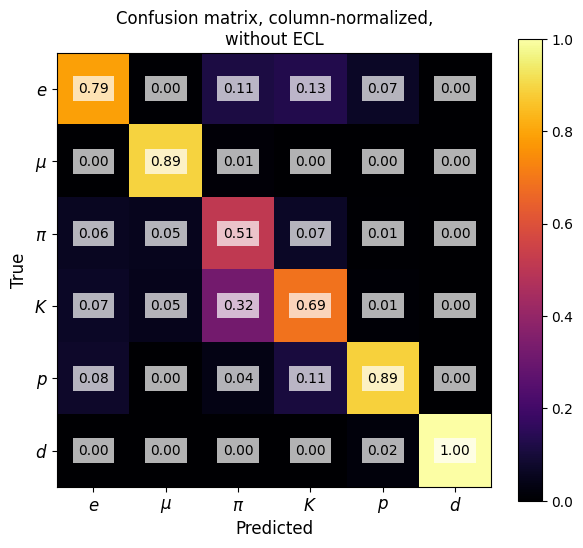 Confusion matrix, column-normalized,
without ECL
True
e 0.79 0.00 0.11 0.13 0.07 0.00
μ 0.00 0.89 0.01 0.00 0.00 0.00
π 0.06 0.05 0.51 0.07 0.01 0.00
K 0.07 0.05 0.32 0.69 0.01 0.00
p 0.08 0.00 0.04 0.11 0.89 0.00
d 0.00 0.00 0.00 0.00 0.02 1.00
e μ π K p d
Predicted
1.0
0.8
0.6
0.4
0.2
0.0